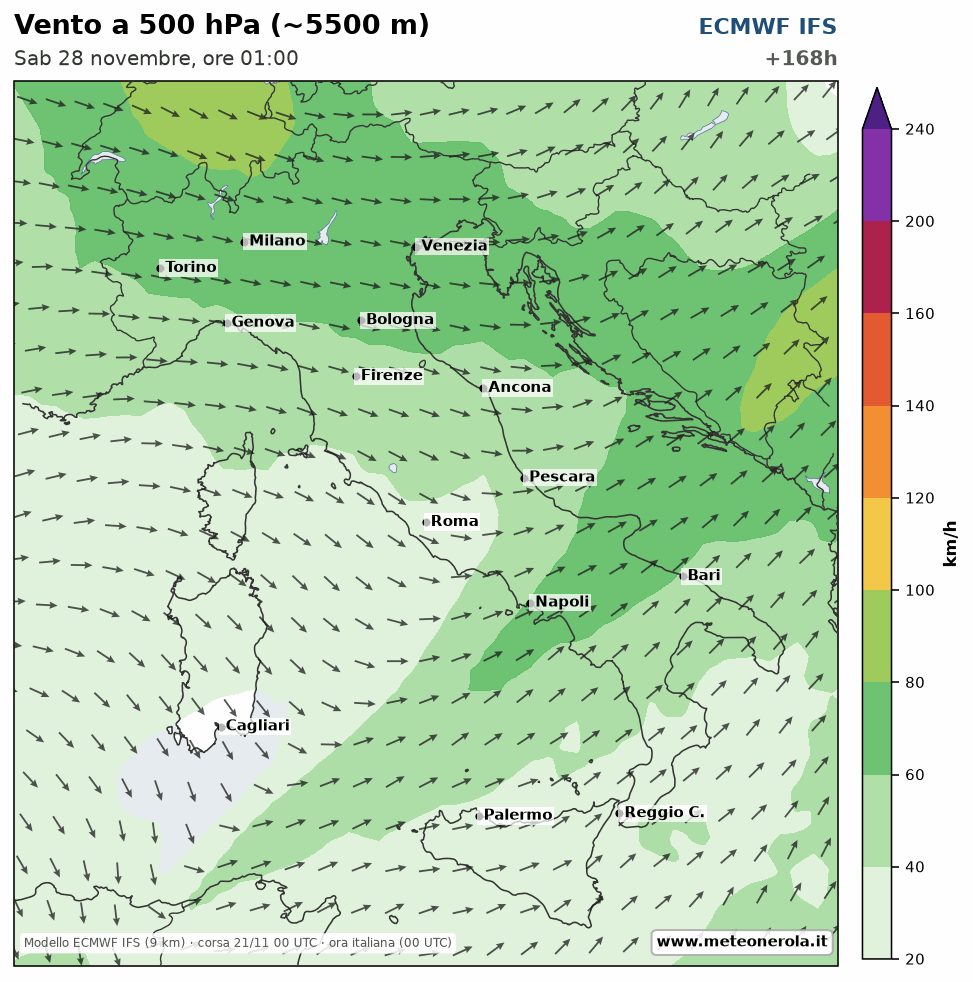 Vento a 500 hPa (~5500 m)
ECMWF IFS
Sab 28 novembre, ore 01:00
+168h
240
200
160
140
120
100
80
60
40
20
km/h
Milano
Venezia
Torino
Genova
Bologna
Firenze
Ancona
Pescara
Roma
Bari
Napoli
Cagliari
Palermo
Reggio C.
Modello ECMWF IFS (9 km) · corsa 21/11 00 UTC · ora italiana (00 UTC)
www.meteonerola.it